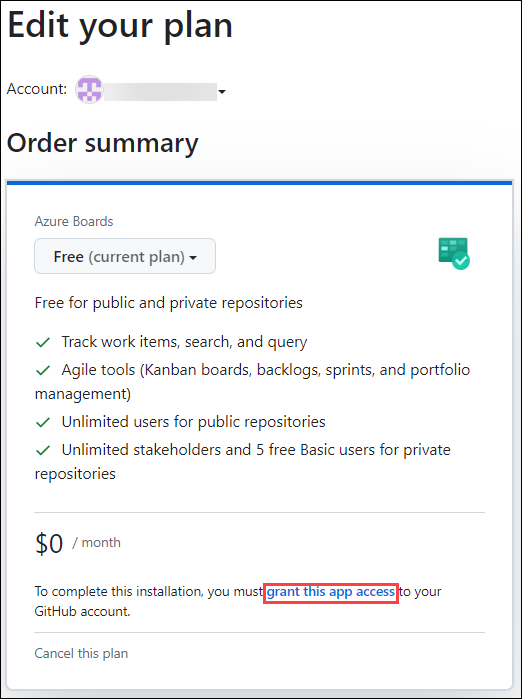 Edit your plan
Account:
Order summary
Azure Boards
Free (current plan)
Free for public and private repositories
Track work items, search, and query
Agile tools (Kanban boards, backlogs, sprints, and portfolio
management)
Unlimited users for public repositories
Unlimited stakeholders and 5 free Basic users for private
repositories
$0 / month
To complete this installation, you must grant this app access to your
GitHub account.
Cancel this plan